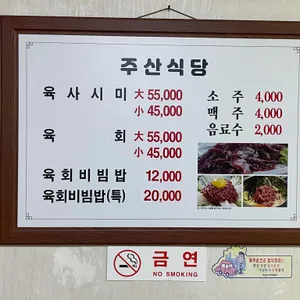 주산식당
육사시미 大 55,000
小 45,000
육회 大 55,000
小 45,000
육회비빔밥 12,000
육회비빔밥(특) 20,000
소주 4,000
맥주 4,000
음료수 2,000
금연
NO SMOKING